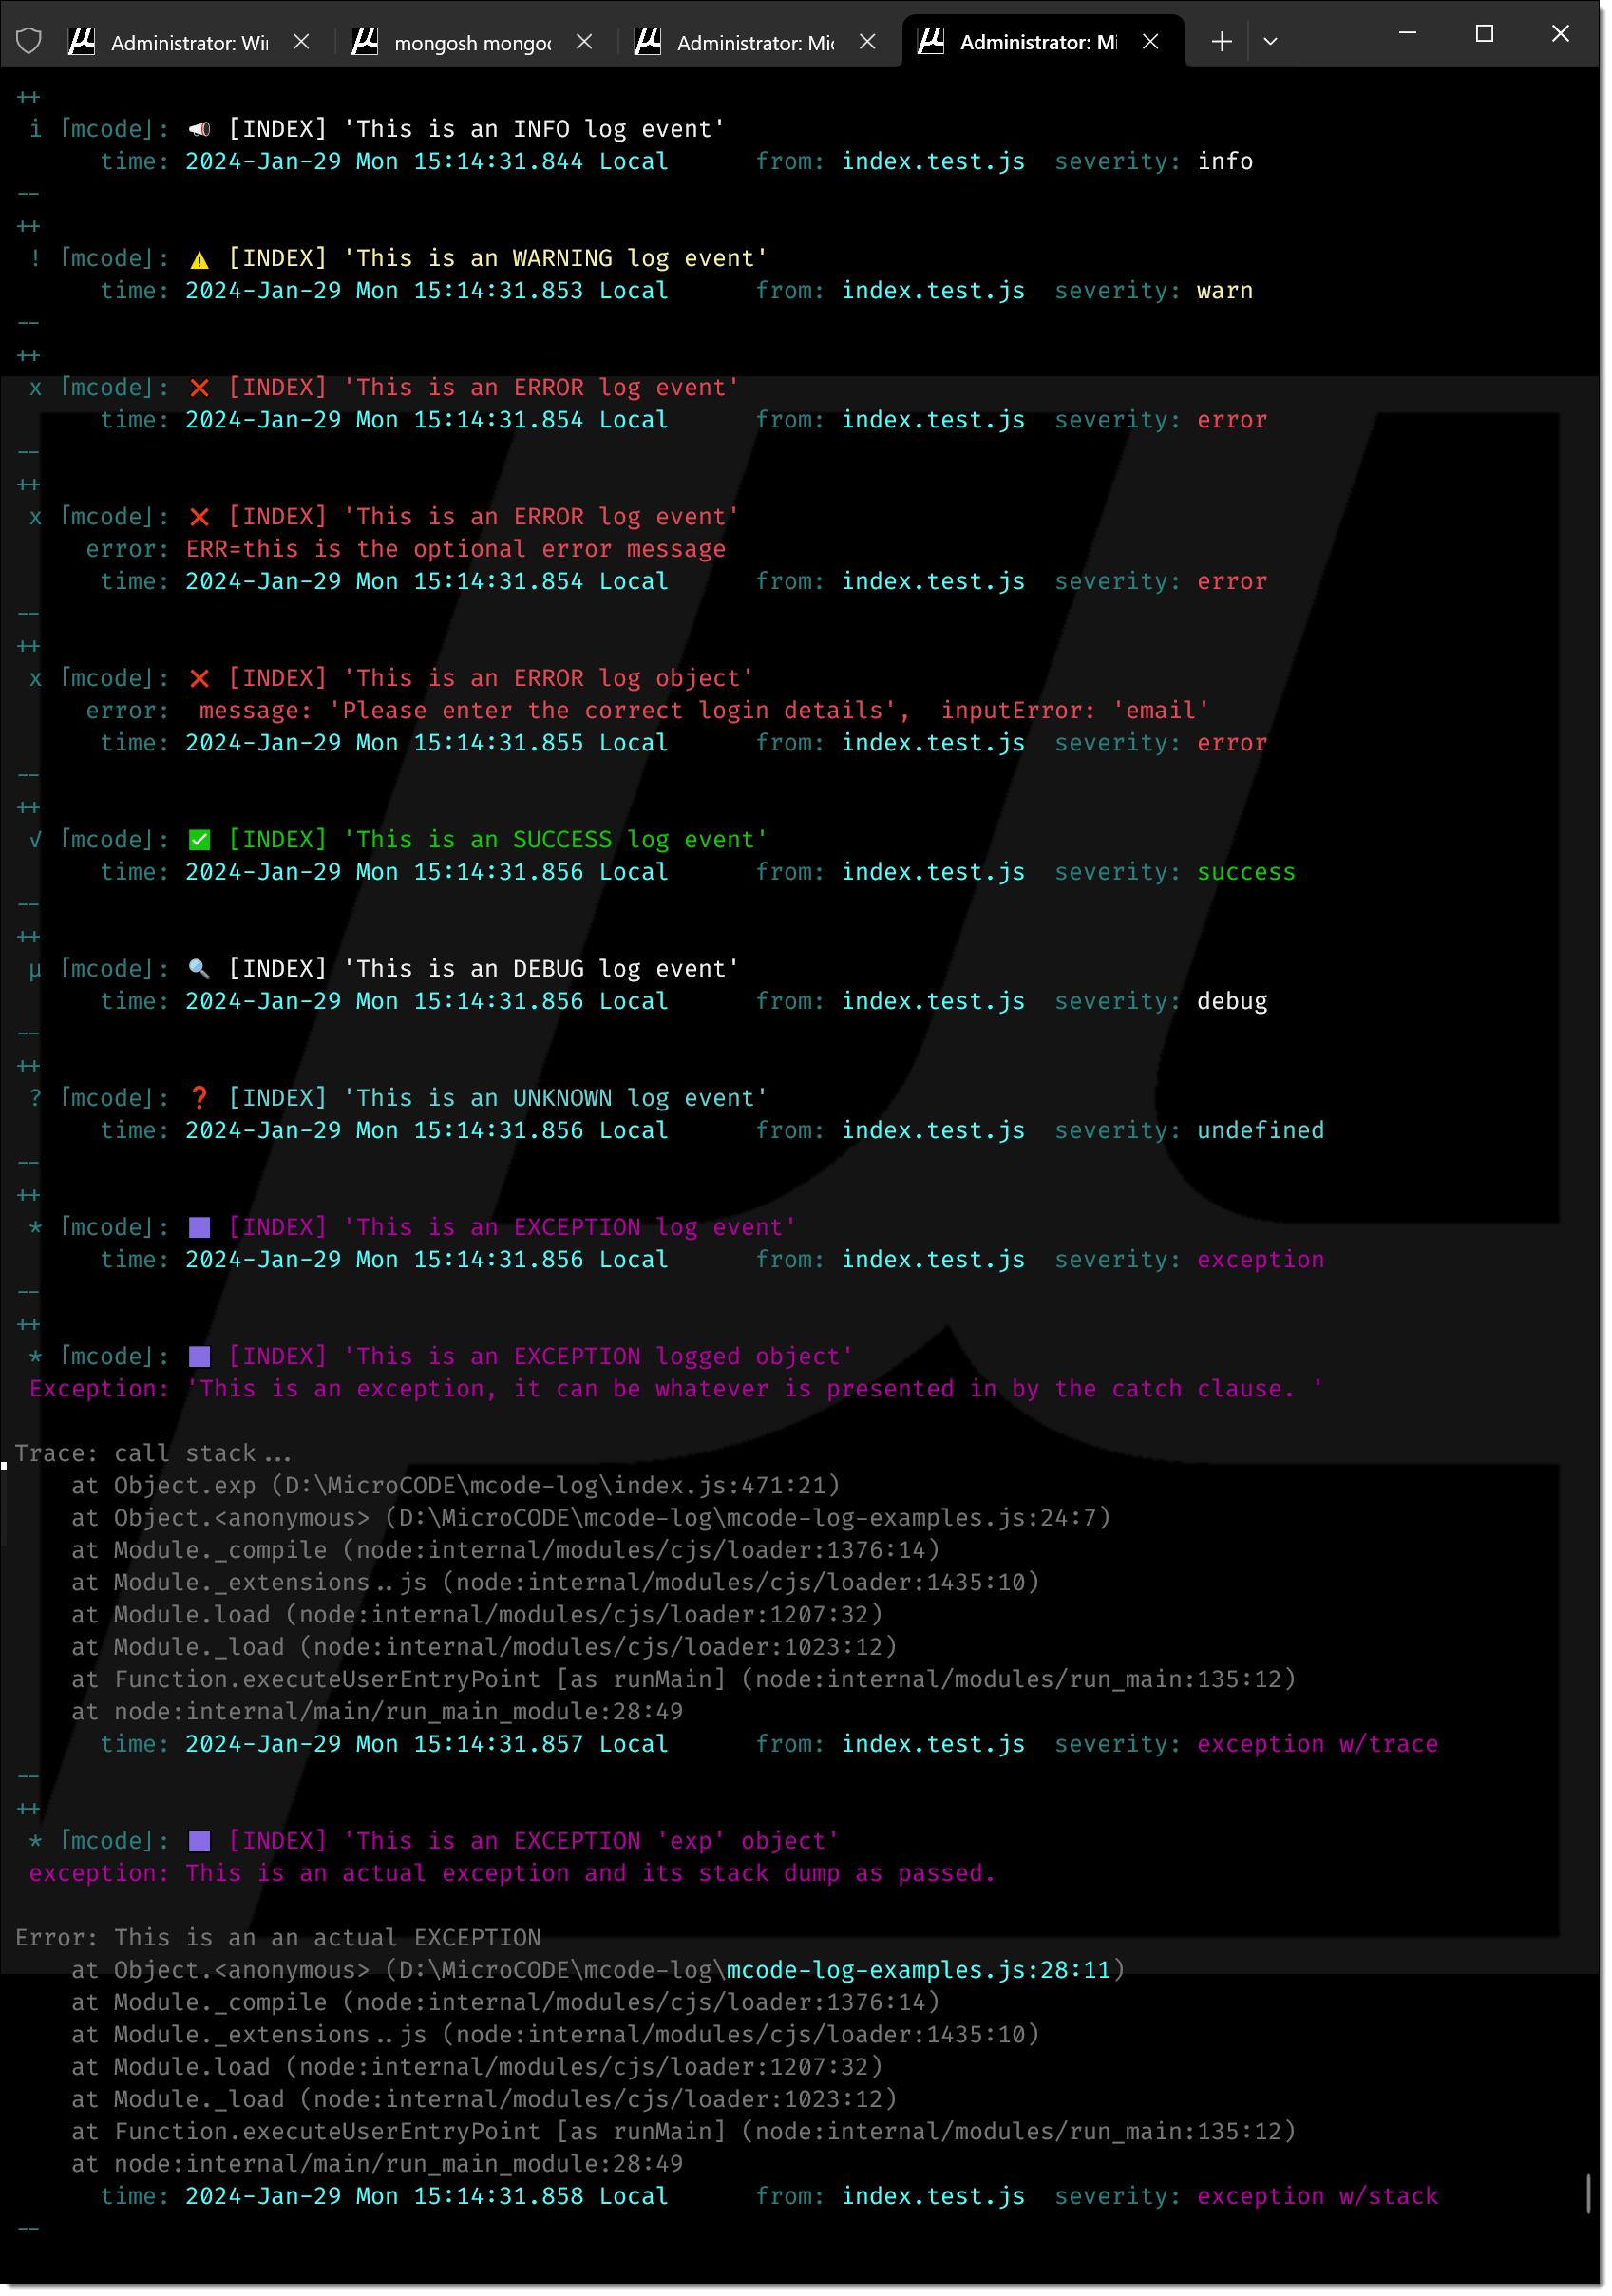 Administrator: Wi
mongosh mongo
Administrator: Mi
Administrator: Mi
++
i ⌈mcode⌋: 📢 [INDEX] 'This is an INFO log event'
time: 2024-Jan-29 Mon 15:14:31.844 Local from: index.test.js severity: info
--
++
! ⌈mcode⌋: ⚠️ [INDEX] 'This is an WARNING log event'
time: 2024-Jan-29 Mon 15:14:31.853 Local from: index.test.js severity: warn
--
++
x ⌈mcode⌋: ❌ [INDEX] 'This is an ERROR log event'
time: 2024-Jan-29 Mon 15:14:31.854 Local from: index.test.js severity: error
--
++
x ⌈mcode⌋: ❌ [INDEX] 'This is an ERROR log event'
error: ERR=this is the optional error message
time: 2024-Jan-29 Mon 15:14:31.854 Local from: index.test.js severity: error
--
++
x ⌈mcode⌋: ❌ [INDEX] 'This is an ERROR log object'
error: message: 'Please enter the correct login details', inputError: 'email'
time: 2024-Jan-29 Mon 15:14:31.855 Local from: index.test.js severity: error
--
++
√ ⌈mcode⌋: ✅ [INDEX] 'This is an SUCCESS log event'
time: 2024-Jan-29 Mon 15:14:31.856 Local from: index.test.js severity: success
--
++
µ ⌈mcode⌋: 🔍 [INDEX] 'This is an DEBUG log event'
time: 2024-Jan-29 Mon 15:14:31.856 Local from: index.test.js severity: debug
--
++
? ⌈mcode⌋: ❓ [INDEX] 'This is an UNKNOWN log event'
time: 2024-Jan-29 Mon 15:14:31.856 Local from: index.test.js severity: undefined
--
++
* ⌈mcode⌋: 🟪 [INDEX] 'This is an EXCEPTION log event'
time: 2024-Jan-29 Mon 15:14:31.856 Local from: index.test.js severity: exception
--
++
* ⌈mcode⌋: 🟪 [INDEX] 'This is an EXCEPTION logged object'
Exception: 'This is an exception, it can be whatever is presented in by the catch clause. '
Trace: call stack...
at Object.exp (D:\MicroCODE\mcode-log\index.js:471:21)
at Object.<anonymous> (D:\MicroCODE\mcode-log\mcode-log-examples.js:24:7)
at Module._compile (node:internal/modules/cjs/loader:1376:14)
at Module._extensions..js (node:internal/modules/cjs/loader:1435:10)
at Module.load (node:internal/modules/cjs/loader:1207:32)
at Module._load (node:internal/modules/cjs/loader:1023:12)
at Function.executeUserEntryPoint [as runMain] (node:internal/modules/run_main:135:12)
at node:internal/main/run_main_module:28:49
time: 2024-Jan-29 Mon 15:14:31.857 Local from: index.test.js severity: exception w/trace
--
++
* ⌈mcode⌋: 🟪 [INDEX] 'This is an EXCEPTION 'exp' object'
exception: This is an actual exception and its stack dump as passed.
Error: This is an an actual EXCEPTION
at Object.<anonymous> (D:\MicroCODE\mcode-log\mcode-log-examples.js:28:11)
at Module._compile (node:internal/modules/cjs/loader:1376:14)
at Module._extensions..js (node:internal/modules/cjs/loader:1435:10)
at Module.load (node:internal/modules/cjs/loader:1207:32)
at Module._load (node:internal/modules/cjs/loader:1023:12)
at Function.executeUserEntryPoint [as runMain] (node:internal/modules/run_main:135:12)
at node:internal/main/run_main_module:28:49
time: 2024-Jan-29 Mon 15:14:31.858 Local from: index.test.js severity: exception w/stack
--